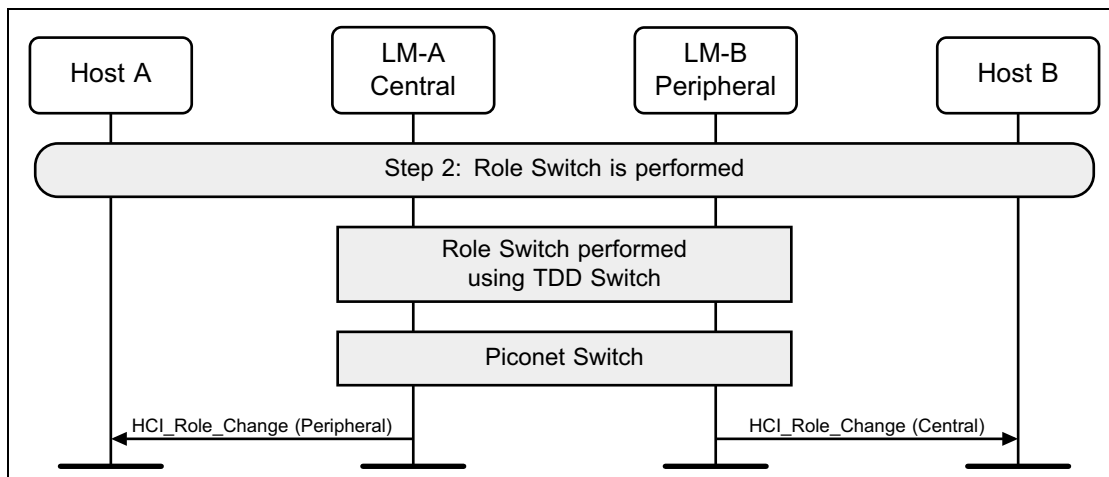 Host A
LM-A
Central
LM-B
Peripheral
Host B
Step 2: Role Switch is performed
Role Switch performed
using TDD Switch
Piconet Switch
HCI_Role_Change (Peripheral)
HCI_Role_Change (Central)